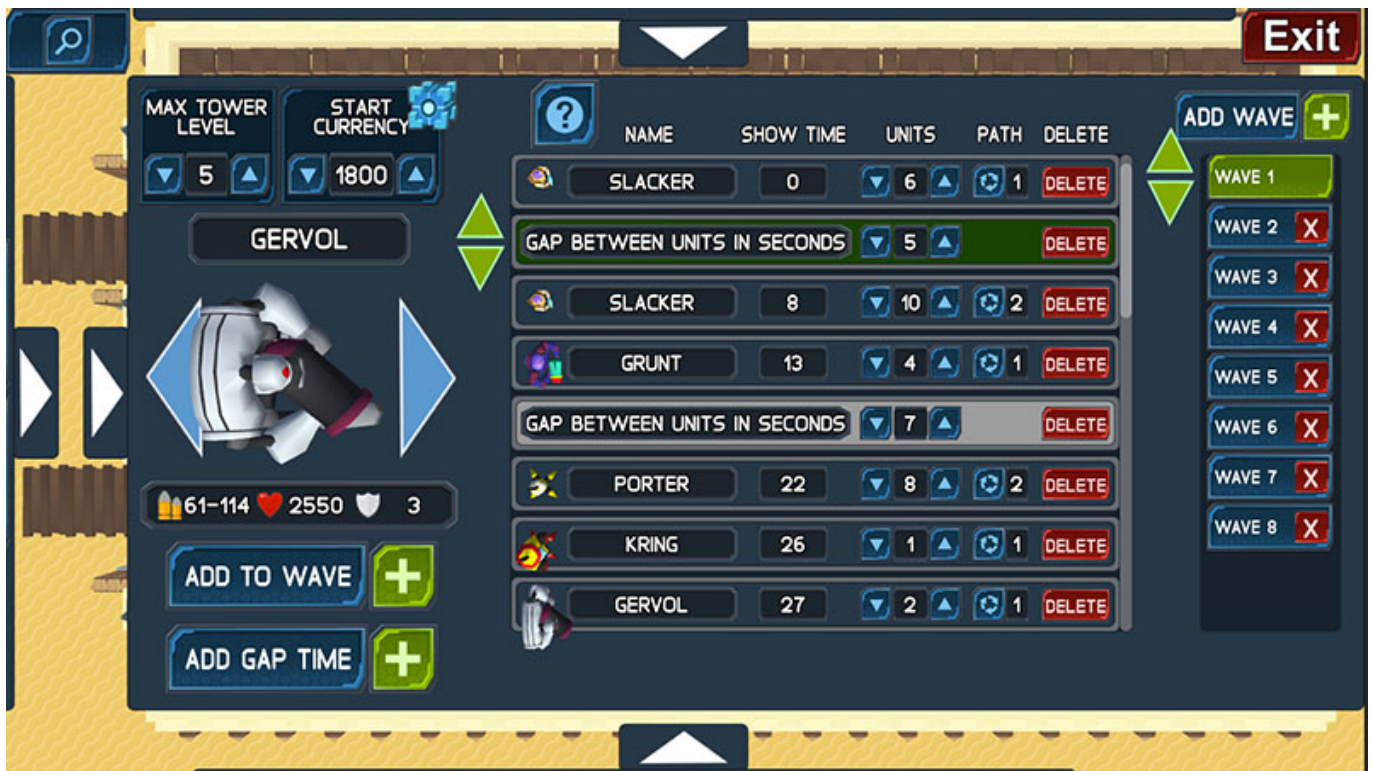 Exit
MAX TOWER
LEVEL
5
START
CURRENCY
1800
GERVOL
61-114 2550 3
ADD TO WAVE +
ADD GAP TIME +
? NAME SHOW TIME UNITS PATH DELETE
SLACKER 0 6 1 DELETE
GAP BETWEEN UNITS IN SECONDS 5 DELETE
SLACKER 8 10 2 DELETE
GRUNT 13 4 1 DELETE
GAP BETWEEN UNITS IN SECONDS 7 DELETE
PORTER 22 8 2 DELETE
KRING 26 1 1 DELETE
GERVOL 27 2 1 DELETE
ADD WAVE +
WAVE 1
WAVE 2 X
WAVE 3 X
WAVE 4 X
WAVE 5 X
WAVE 6 X
WAVE 7 X
WAVE 8 X